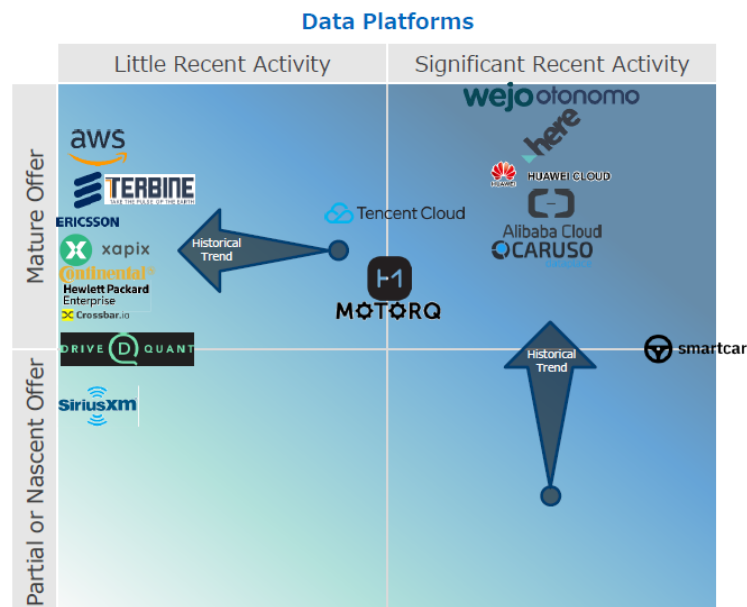 Data Platforms
Little Recent Activity
Significant Recent Activity
Mature Offer
Partial or Nascent Offer
aws
TERBINE
TAKE THE PULSE OF THE EARTH
ERICSSON
xapix
Continental
Hewlett Packard
Enterprise
Crossbar.io
DRIVE Q QUANT
SiriusXM
Historical
Trend
Tencent Cloud
MOTORQ
wejo otonomo
here
HUAWEI
HUAWEI CLOUD
Alibaba Cloud
CARUSO
smartcar
Historical
Trend